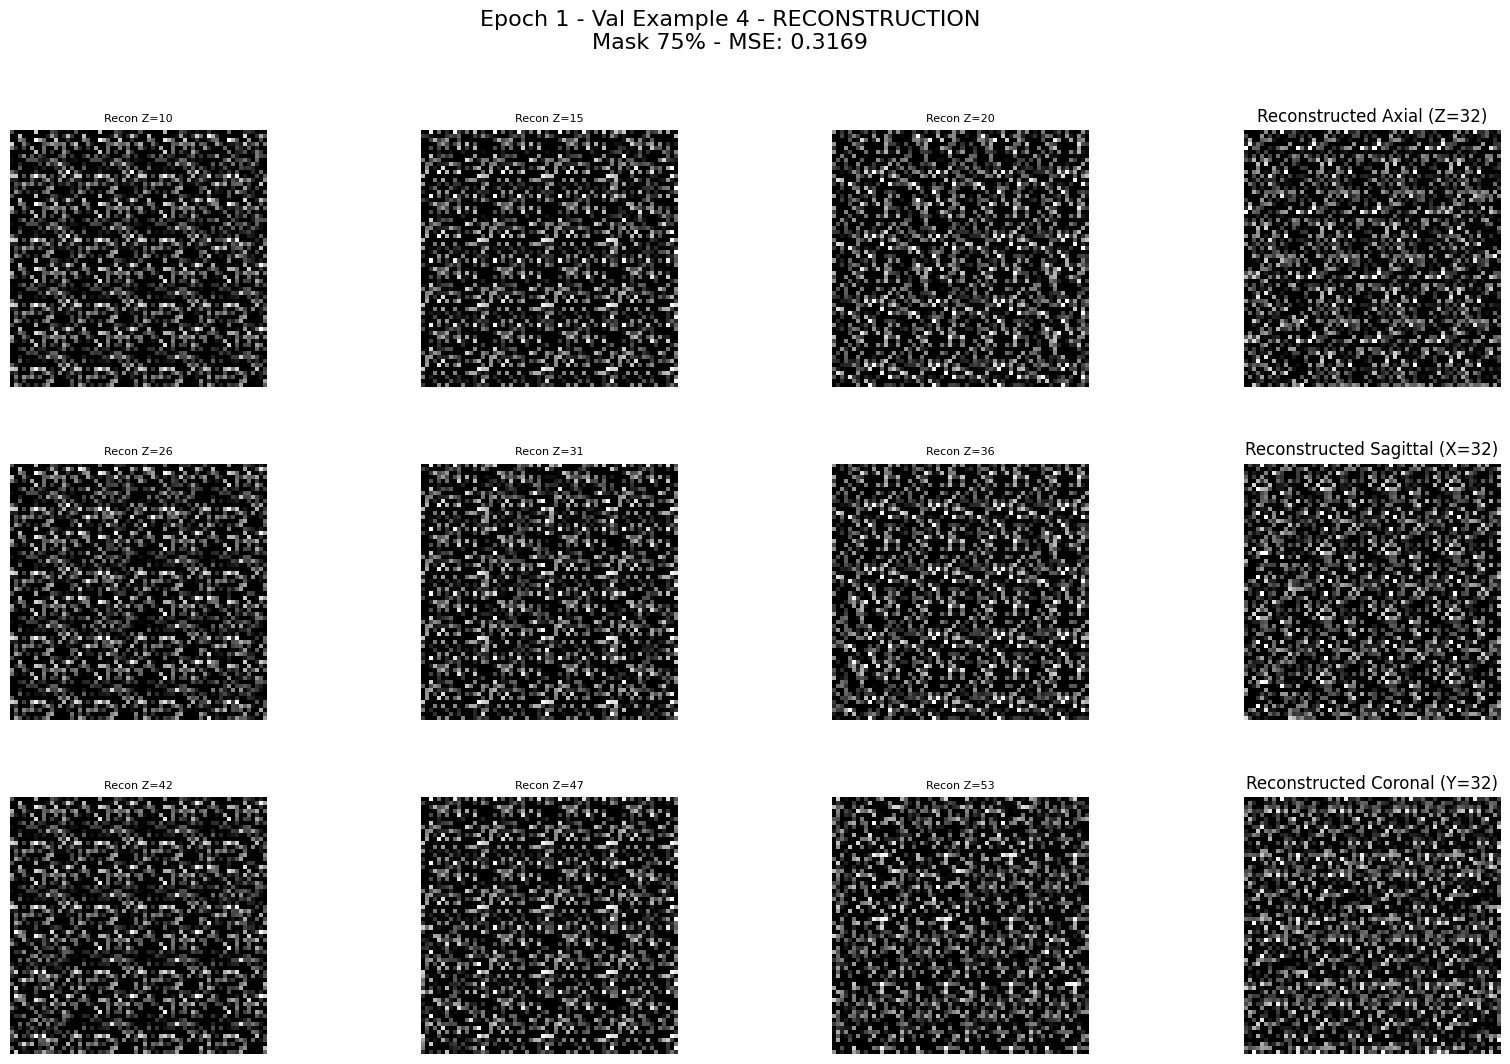 Epoch 1 - Val Example 4 - RECONSTRUCTION
Mask 75% - MSE: 0.3169
Recon Z=10
Recon Z=15
Recon Z=20
Reconstructed Axial (Z=32)
Recon Z=26
Recon Z=31
Recon Z=36
Reconstructed Sagittal (X=32)
Recon Z=42
Recon Z=47
Recon Z=53
Reconstructed Coronal (Y=32)